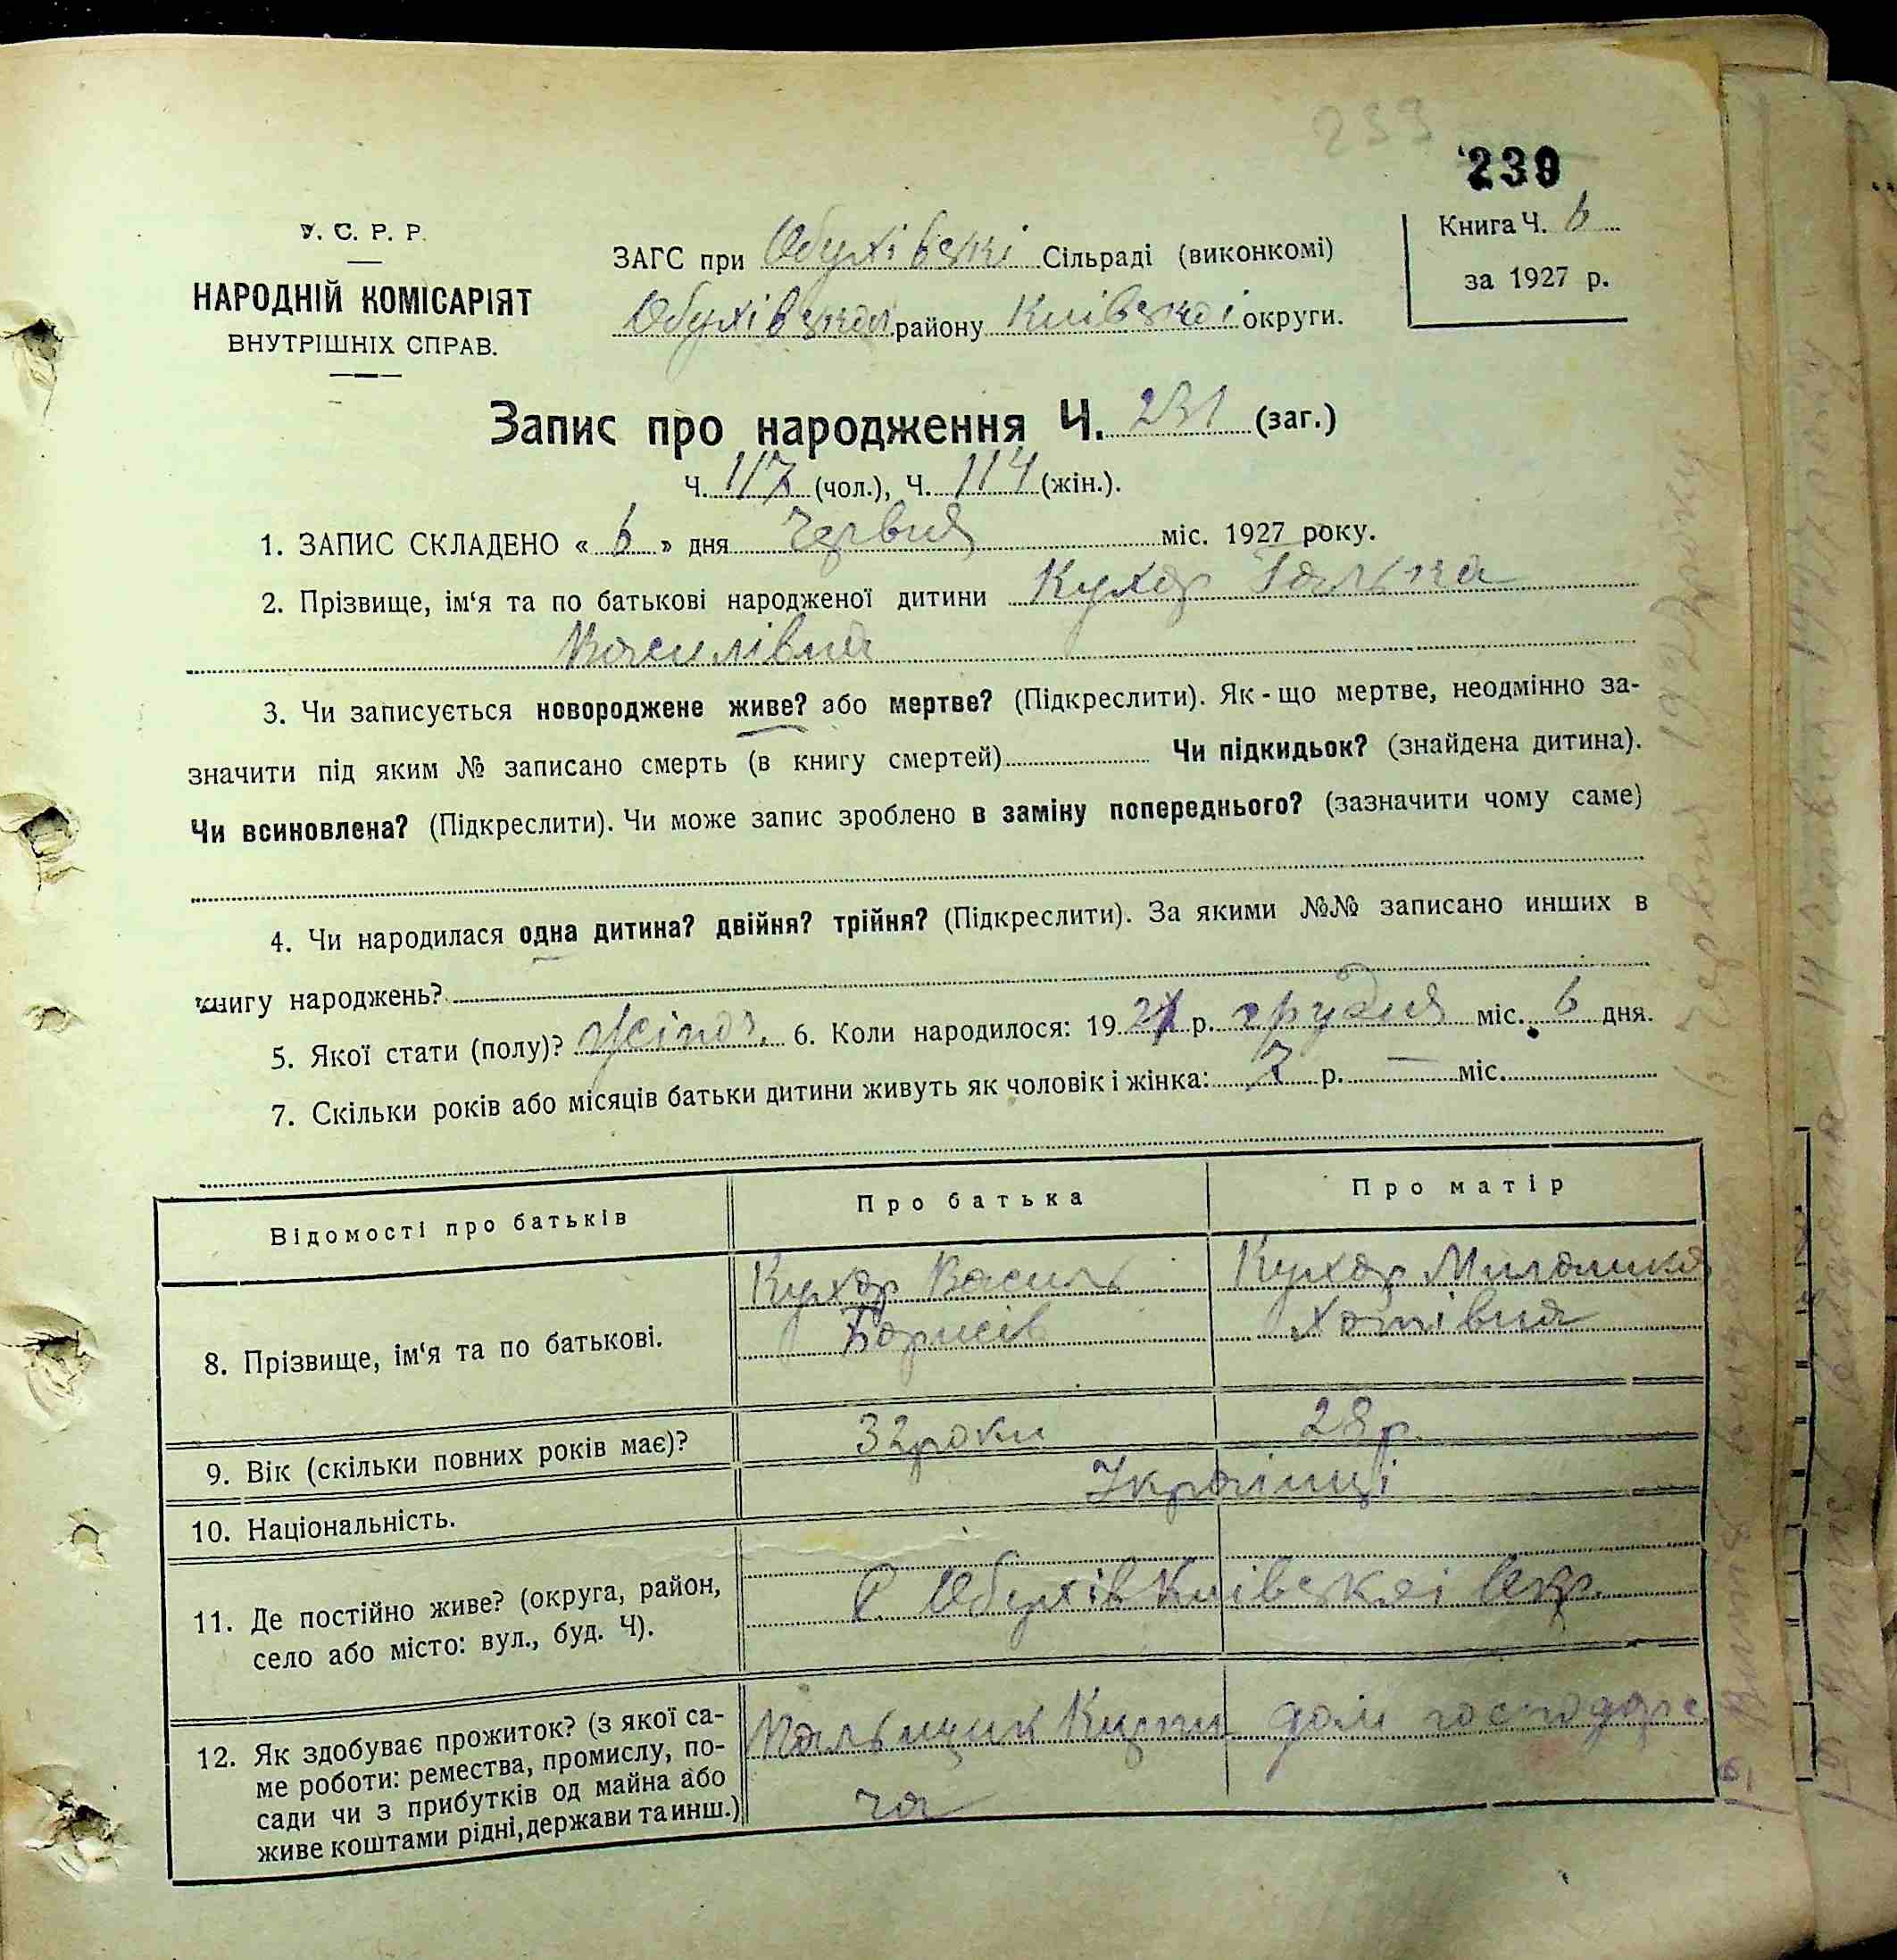 239
239
У. С. Р. Р.
НАРОДНІЙ КОМІСАРІЯТ
ВНУТРІШНІХ СПРАВ.
ЗАГС при Обухівські Сільраді (виконкомі)
Обухівського району Київської округи.
Книга Ч. 6
за 1927 р.
Запис про народження Ч. 231 (заг.)
Ч. 117 (чол.), Ч. 114 (жін.).
1. ЗАПИС СКЛАДЕНО « 6 » дня червня міс. 1927 року.
2. Прізвище, ім‘я та по батькові народженої дитини Кухар Галька
Василівна
3. Чи записується новороджене живе? або мертве? (Підкреслити). Як-що мертве, неодмінно за-
значити під яким № записано смерть (в книгу смертей) Чи підкидьок? (знайдена дитина).
Чи всиновлена? (Підкреслити). Чи може запис зроблено в заміну попереднього? (зазначити чому саме)
4. Чи народилася одна дитина? двійня? трійня? (Підкреслити). За якими №№ записано инших в
книгу народжень?
5. Якої стати (полу)? жіноч. 6. Коли народилося: 19 р. грудня міс. 6 дня.
7. Скільки років або місяців батьки дитини живуть як чоловік і жінка: 7 р. — міс.
Відомості про батьків Про батька Про матір
8. Прізвище, ім‘я та по батькові. Кухар Василь Кухар Миланка
Борисів
9. Вік (скільки повних років має)? 32 роки 28 р.
10. Національність. Українці
11. Де постійно живе? (округа, район,
село або місто: вул., буд. Ч). с. Обухів Київської Окр.
12. Як здобуває прожиток? (з якої са-
ме роботи: ремества, промислу, по-
сади чи з прибутків од майна або
живе коштами рідні, держави та инш.)
дом господарс.